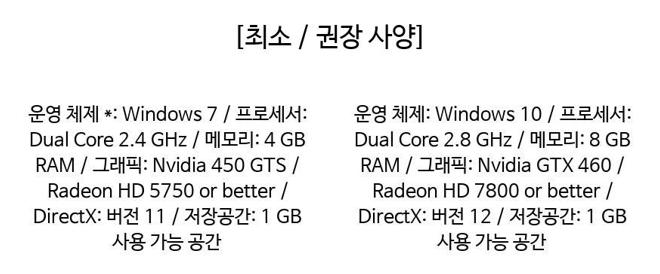 [최소 / 권장 사양]
운영 체제 *: Windows 7 / 프로세서:
Dual Core 2.4 GHz / 메모리: 4 GB
RAM / 그래픽: Nvidia 450 GTS /
Radeon HD 5750 or better /
DirectX: 버전 11 / 저장공간: 1 GB
사용 가능 공간
운영 체제: Windows 10 / 프로세서:
Dual Core 2.8 GHz / 메모리: 8 GB
RAM / 그래픽: Nvidia GTX 460 /
Radeon HD 7800 or better /
DirectX: 버전 12 / 저장공간: 1 GB
사용 가능 공간